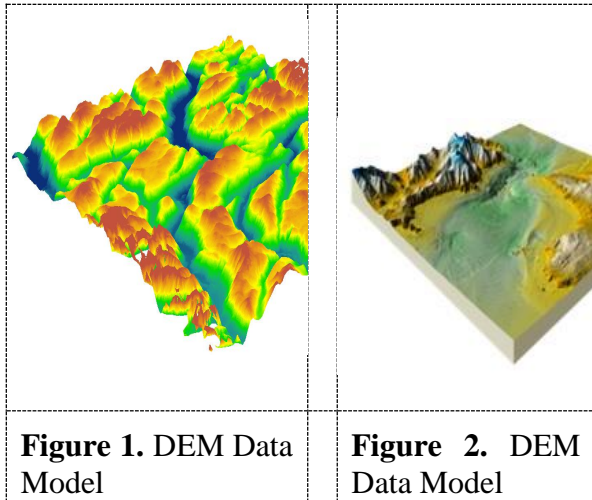 Figure 1. DEM Data
Model
Figure 2. DEM
Data Model